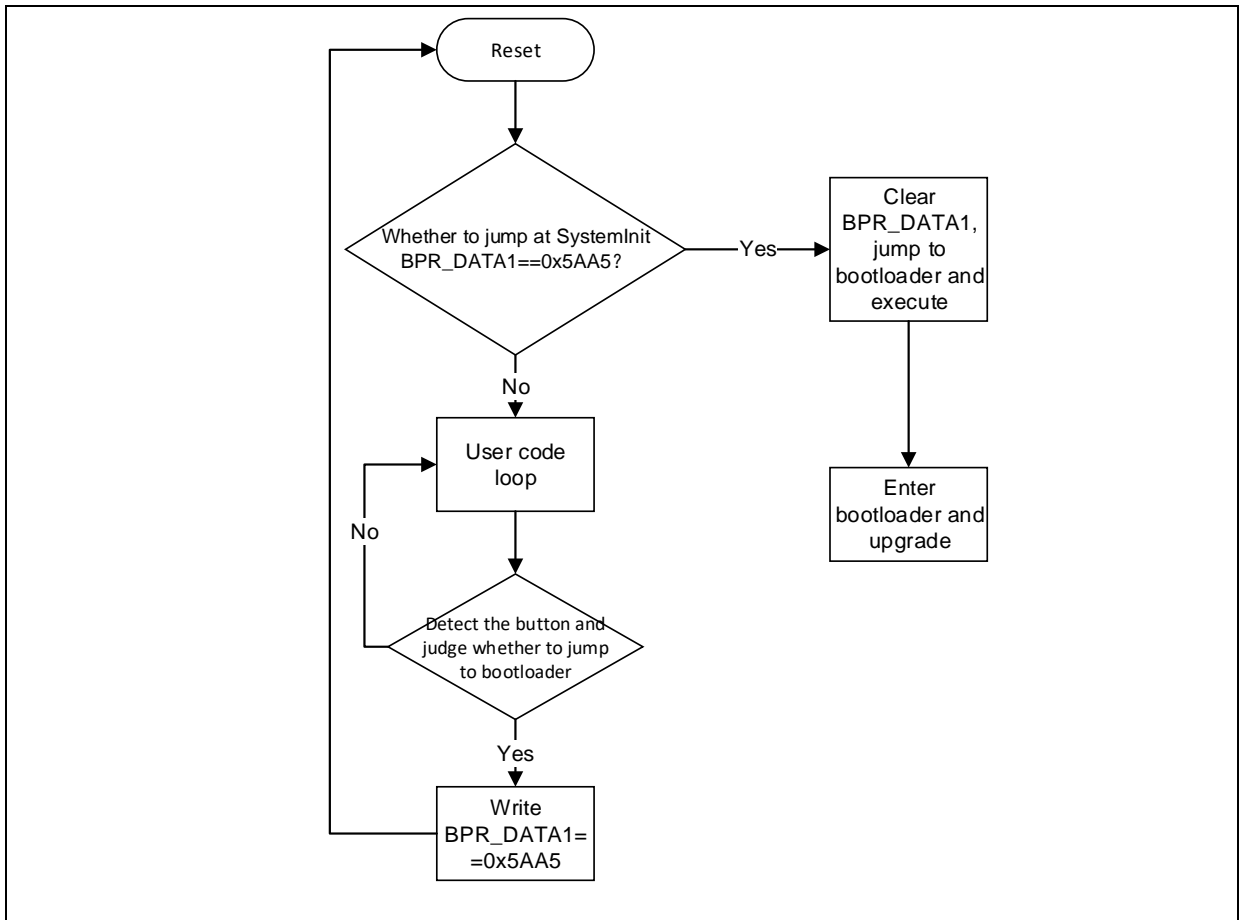 Reset
Whether to jump at SystemInit
BPR_DATA1==0x5AA5?
Yes
Clear
BPR_DATA1,
jump to
bootloader and
execute
No
User code
loop
Enter
bootloader and
upgrade
No
Detect the button and
judge whether to jump
to bootloader
Yes
Write
BPR_DATA1=
=0x5AA5